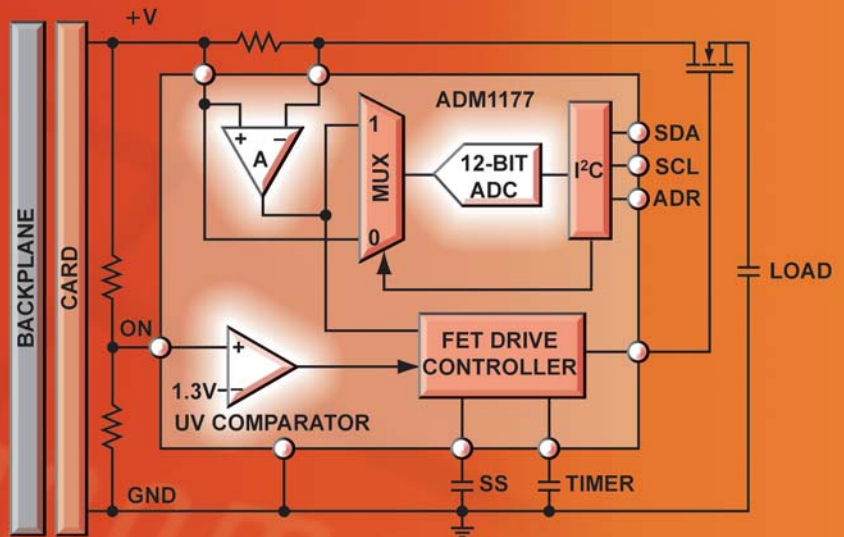 +V
ADM1177
+ −
A
1
MUX
0
12-BIT
ADC
I²C
SDA
SCL
ADR
BACKPLANE
CARD
LOAD
ON
+
1.3V −
UV COMPARATOR
FET DRIVE
CONTROLLER
GND
SS
TIMER